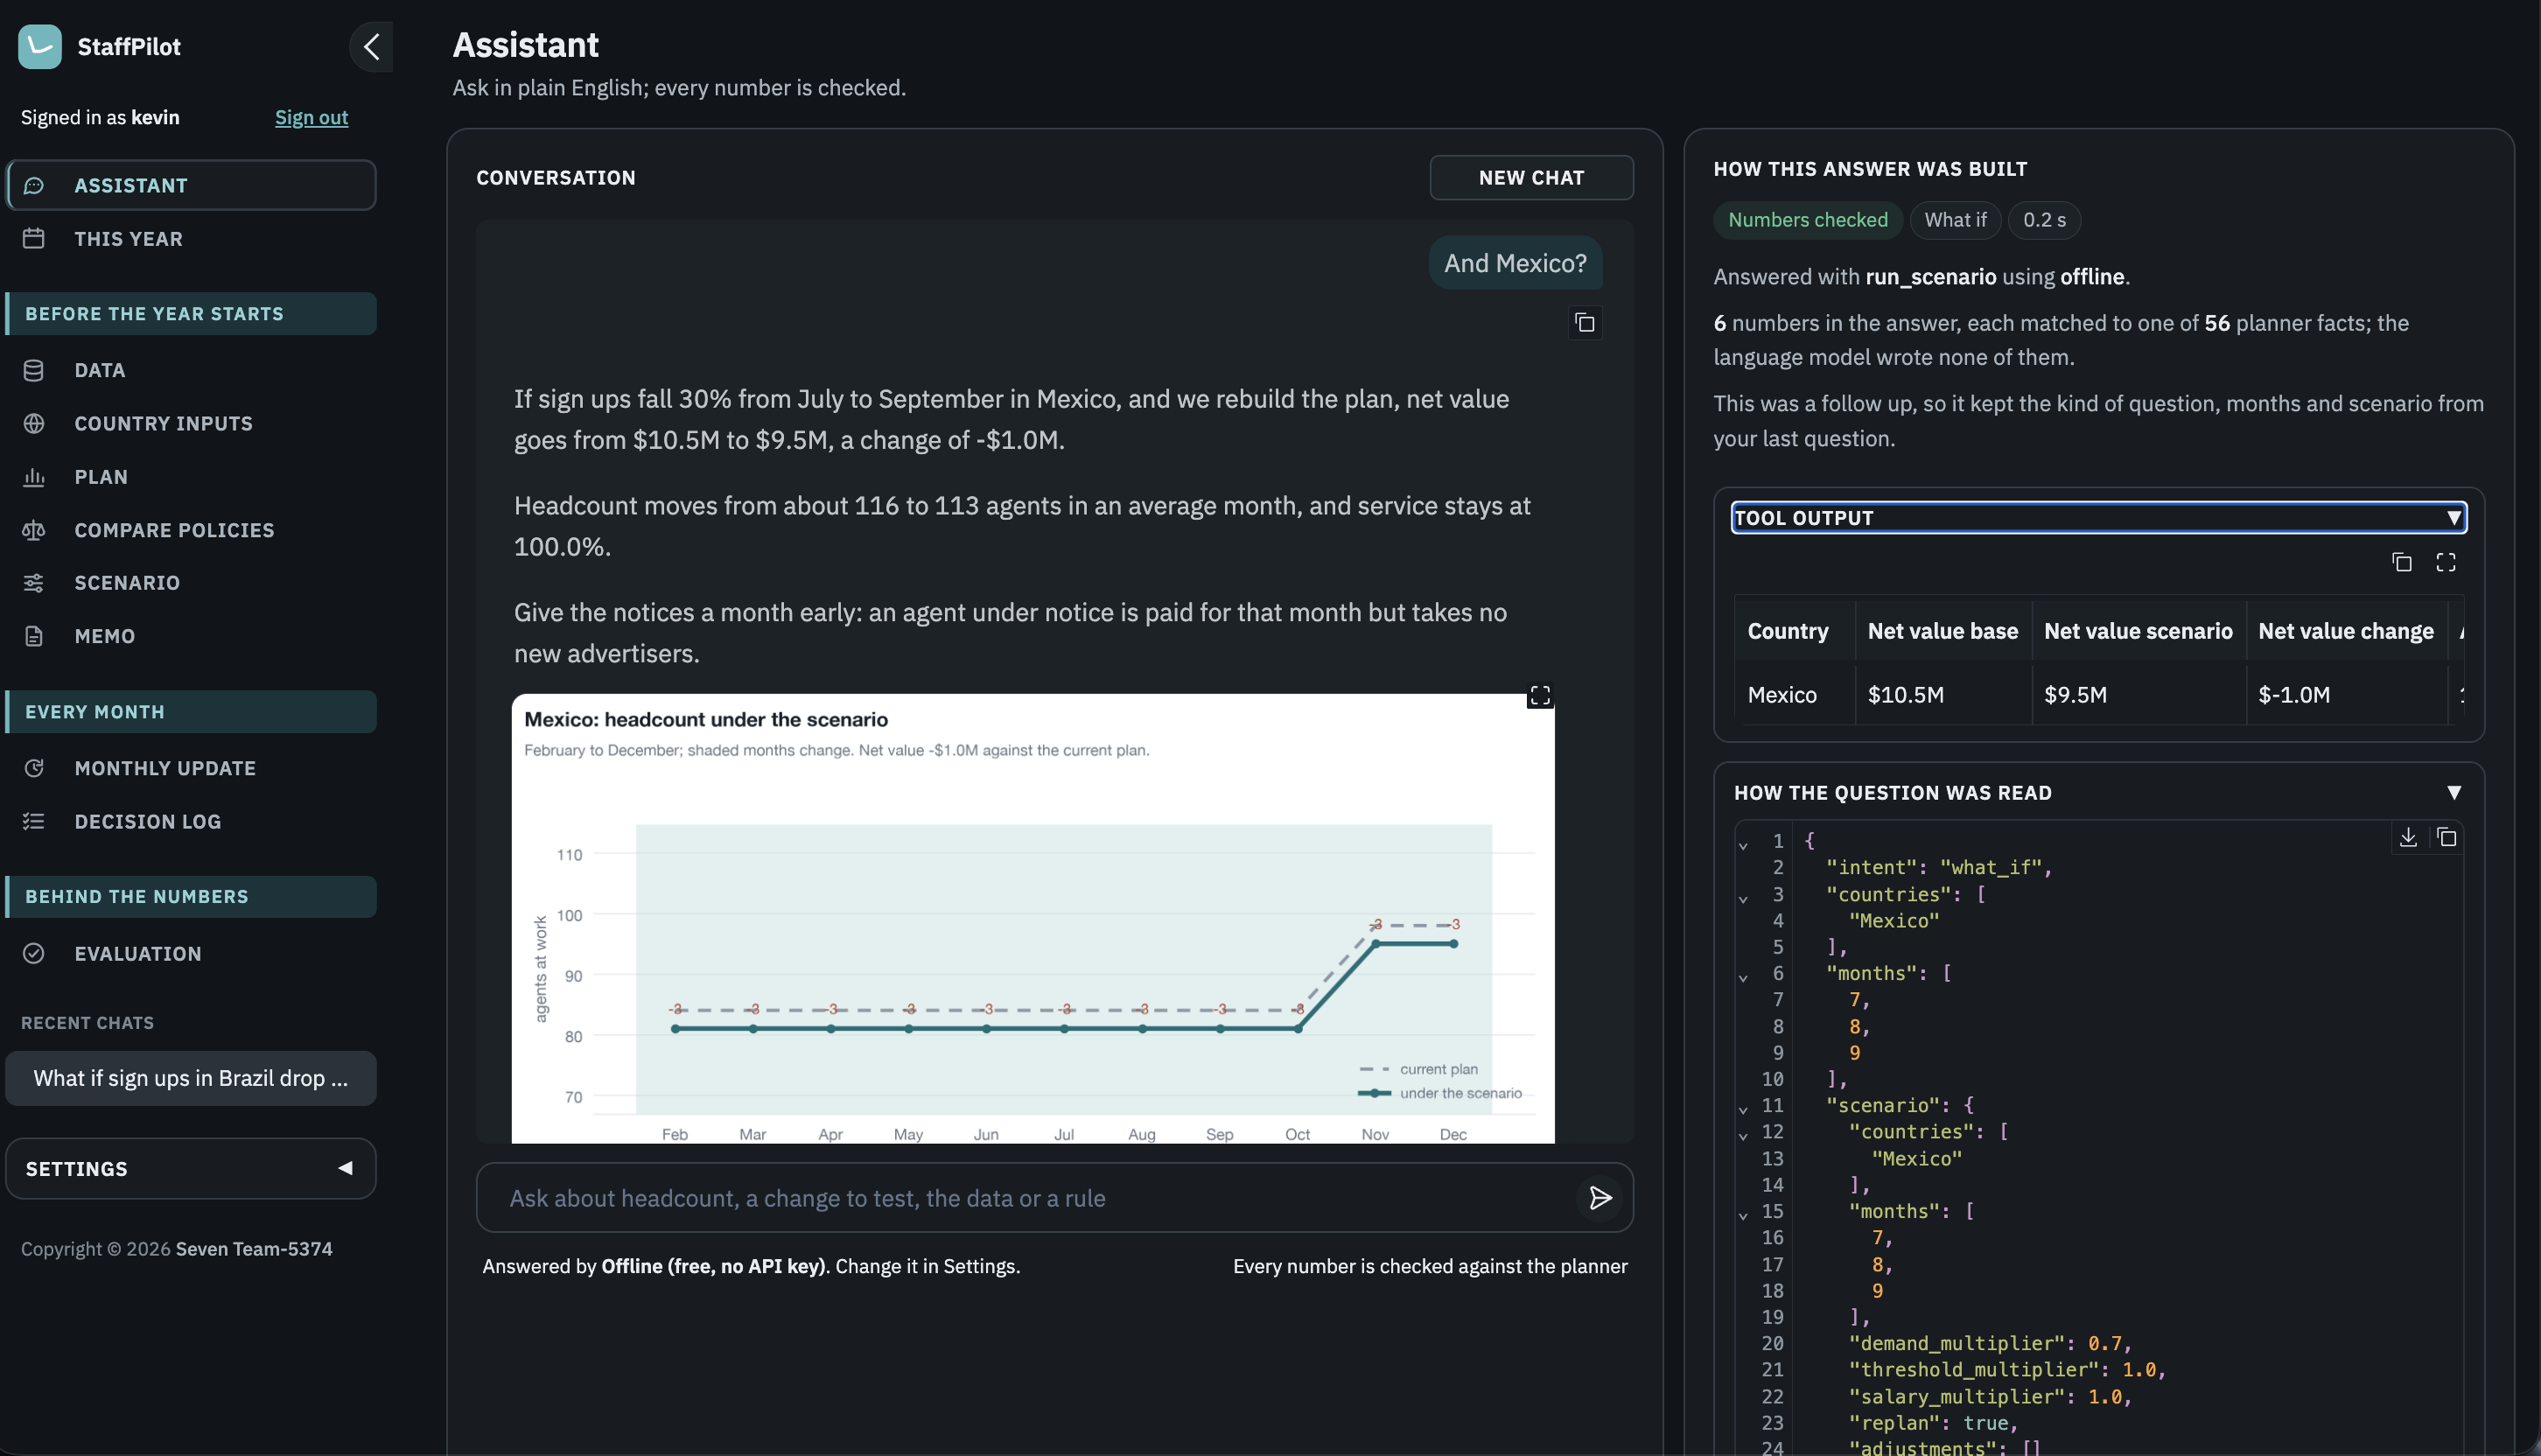 StaffPilot
Signed in as kevin
Sign out
ASSISTANT
THIS YEAR
BEFORE THE YEAR STARTS
DATA
COUNTRY INPUTS
PLAN
COMPARE POLICIES
SCENARIO
MEMO
EVERY MONTH
MONTHLY UPDATE
DECISION LOG
BEHIND THE NUMBERS
EVALUATION
RECENT CHATS
What if sign ups in Brazil drop ...
SETTINGS
Copyright © 2026 Seven Team-5374
Assistant
Ask in plain English; every number is checked.
CONVERSATION
NEW CHAT
And Mexico?
If sign ups fall 30% from July to September in Mexico, and we rebuild the plan, net value
goes from $10.5M to $9.5M, a change of -$1.0M.
Headcount moves from about 116 to 113 agents in an average month, and service stays at
100.0%.
Give the notices a month early: an agent under notice is paid for that month but takes no
new advertisers.
Mexico: headcount under the scenario
February to December; shaded months change. Net value -$1.0M against the current plan.
agents at work
110
100
90
80
70
-3 -3
-3 -3 -3 -3 -3 -3 -3 -3 -3
current plan
under the scenario
Feb Mar Apr May Jun Jul Aug Sep Oct Nov Dec
Ask about headcount, a change to test, the data or a rule
Answered by Offline (free, no API key). Change it in Settings.
Every number is checked against the planner
HOW THIS ANSWER WAS BUILT
Numbers checked What if 0.2 s
Answered with run_scenario using offline.
6 numbers in the answer, each matched to one of 56 planner facts; the
language model wrote none of them.
This was a follow up, so it kept the kind of question, months and scenario from
your last question.
TOOL OUTPUT
Country Net value base Net value scenario Net value change
Mexico $10.5M $9.5M $-1.0M
HOW THE QUESTION WAS READ
1 {
2 "intent": "what_if",
3 "countries": [
4 "Mexico"
5 ],
6 "months": [
7 7,
8 8,
9 9
10 ],
11 "scenario": {
12 "countries": [
13 "Mexico"
14 ],
15 "months": [
16 7,
17 8,
18 9
19 ],
20 "demand_multiplier": 0.7,
21 "threshold_multiplier": 1.0,
22 "salary_multiplier": 1.0,
23 "replan": true,
24 "adjustments": []